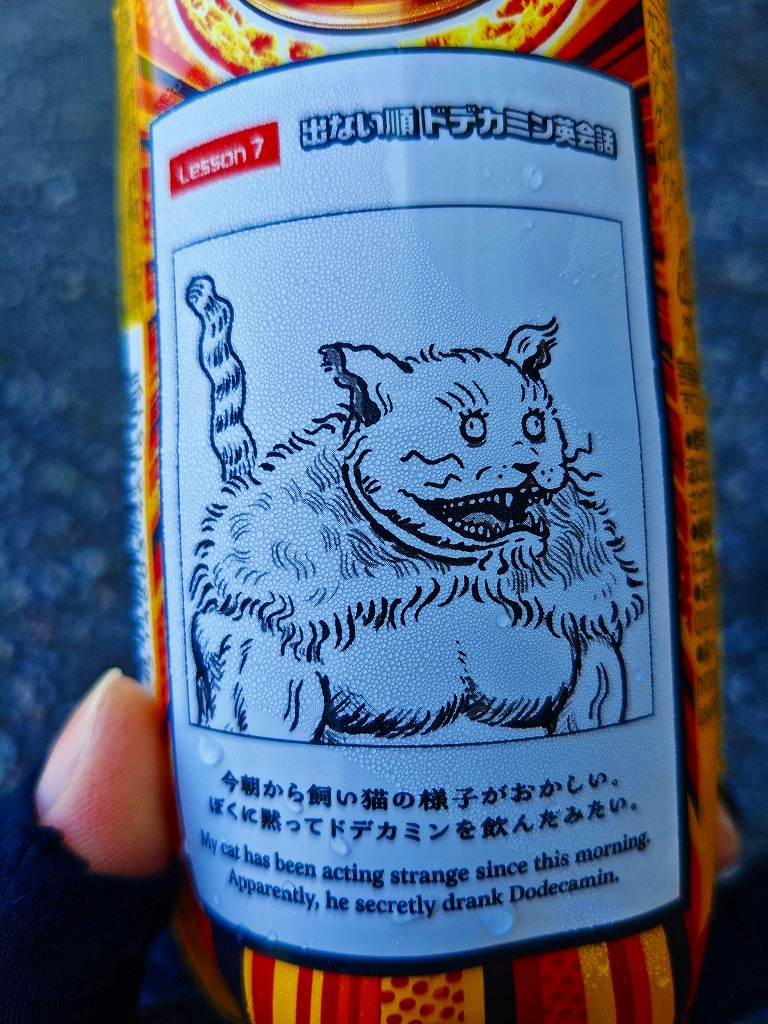 Lesson 7
出ない順 ドデカミン英会話
今朝から飼い猫の様子がおかしい。
ぼくに黙ってドデカミンを飲んだみたい。
My cat has been acting strange since this morning.
Apparently, he secretly drank Dodecamin.